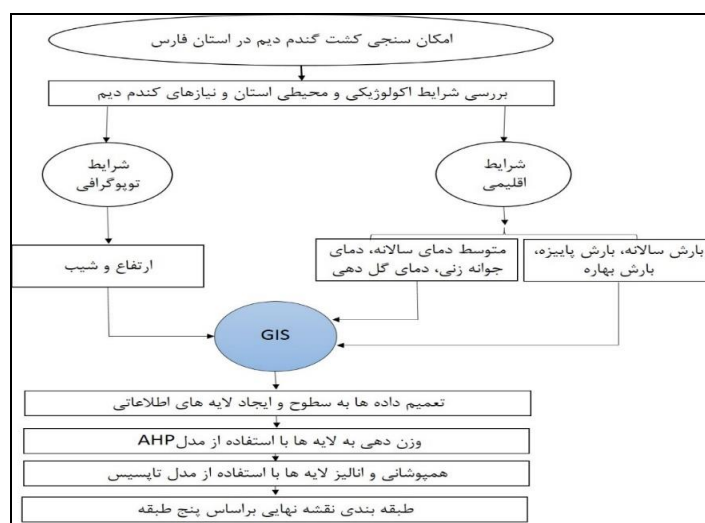 امکان سنجی کشت گندم دیم در استان فارس
بررسی شرایط اکولوژیکی و محیطی استان و نیازهای کندم دیم
شرایط
اقلیمی
شرایط
توپوگرافی
بارش سالانه، بارش پاییزه،
بارش بهاره
متوسط دمای سالانه، دمای
جوانه زنی، دمای گل دهی
ارتفاع و شیب
GIS
تعمیم داده ها به سطوح و ایجاد لایه های اطلاعاتی
وزن دهی به لایه ها با استفاده از مدلAHP
همپوشانی و انالیز لایه ها با استفاده از مدل تاپسیس
طبقه بندی نقشه نهایی براساس پنج طبقه